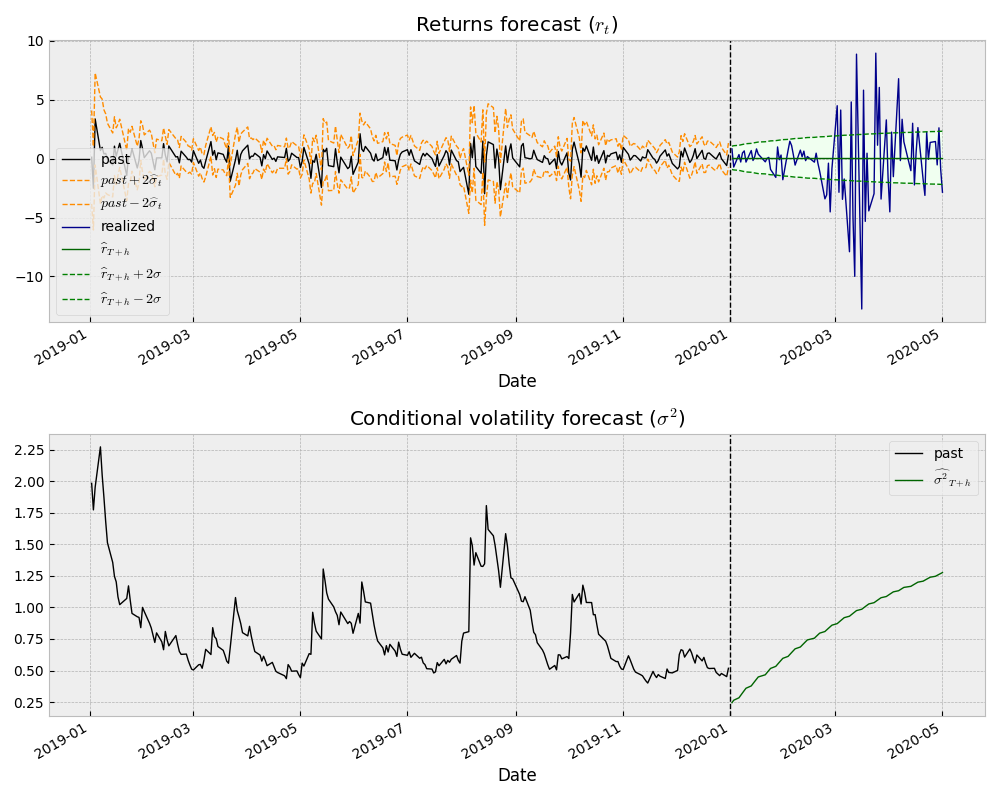 Returns forecast (r_t)
10
5
0
−5
−10
past
past + 2σ̂_t
past − 2σ̂_t
realized
r̂_{T+h}
r̂_{T+h} + 2σ
r̂_{T+h} − 2σ
2019-01 2019-03 2019-05 2019-07 2019-09 2019-11 2020-01 2020-03 2020-05
Date
Conditional volatility forecast (σ²)
2.25
2.00
1.75
1.50
1.25
1.00
0.75
0.50
0.25
past
σ̂²_{T+h}
2019-01 2019-03 2019-05 2019-07 2019-09 2019-11 2020-01 2020-03 2020-05
Date